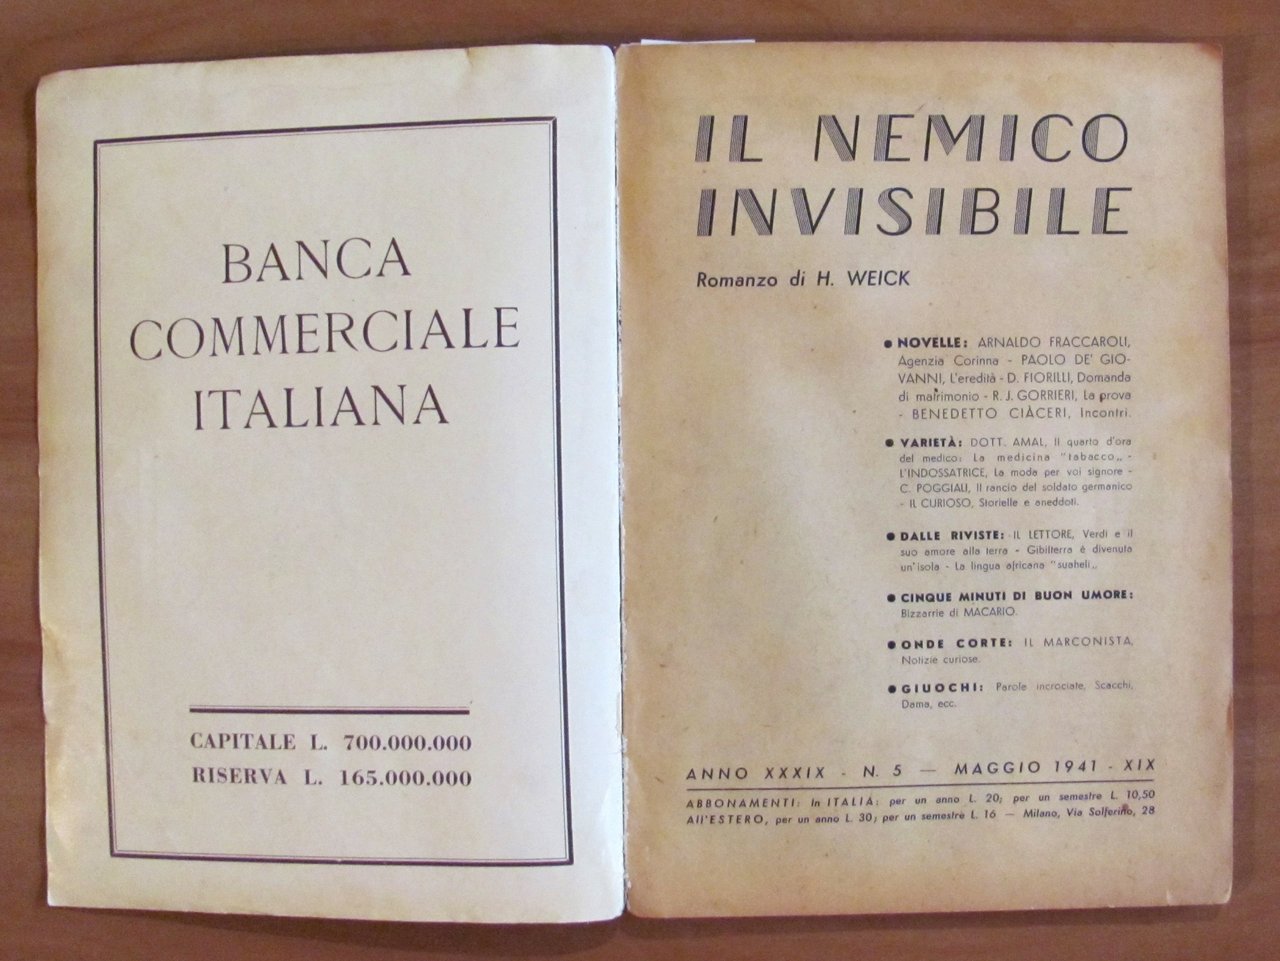 BANCA
COMMERCIALE
ITALIANA
CAPITALE L. 700.000.000
RISERVA L. 165.000.000
IL NEMICO
INVISIBILE
Romanzo di H. WEICK
● NOVELLE: ARNALDO FRACCAROLI,
Agenzia Corinna - PAOLO DE' GIO-
VANNI, L'eredità - D. FIORILLI, Domanda
di matrimonio - R. J. GORRIERI, La prova
- BENEDETTO CIÀCERI, Incontri.
● VARIETÀ: DOTT. AMAL, Il quarto d'ora
del medico: La medicina "tabacco„ -
L'INDOSSATRICE, La moda per voi signore -
C. POGGIALI, Il rancio del soldato germanico
- IL CURIOSO, Storielle e aneddoti.
● DALLE RIVISTE: IL LETTORE, Verdi e il
suo amore alla terra - Gibilterra è divenuta
un'isola - La lingua africana "suaheli„
● CINQUE MINUTI DI BUON UMORE:
Bizzarrie di MACARIO.
● ONDE CORTE: IL MARCONISTA,
Notizie curiose.
● GIUOCHI: Parole incrociate, Scacchi,
Dama, ecc.
ANNO XXXIX - N. 5 — MAGGIO 1941 - XIX
ABBONAMENTI: In ITALIA: per un anno L. 20; per un semestre L. 10,50
All'ESTERO, per un anno L. 30; per un semestre L. 16 — Milano, Via Solferino, 28